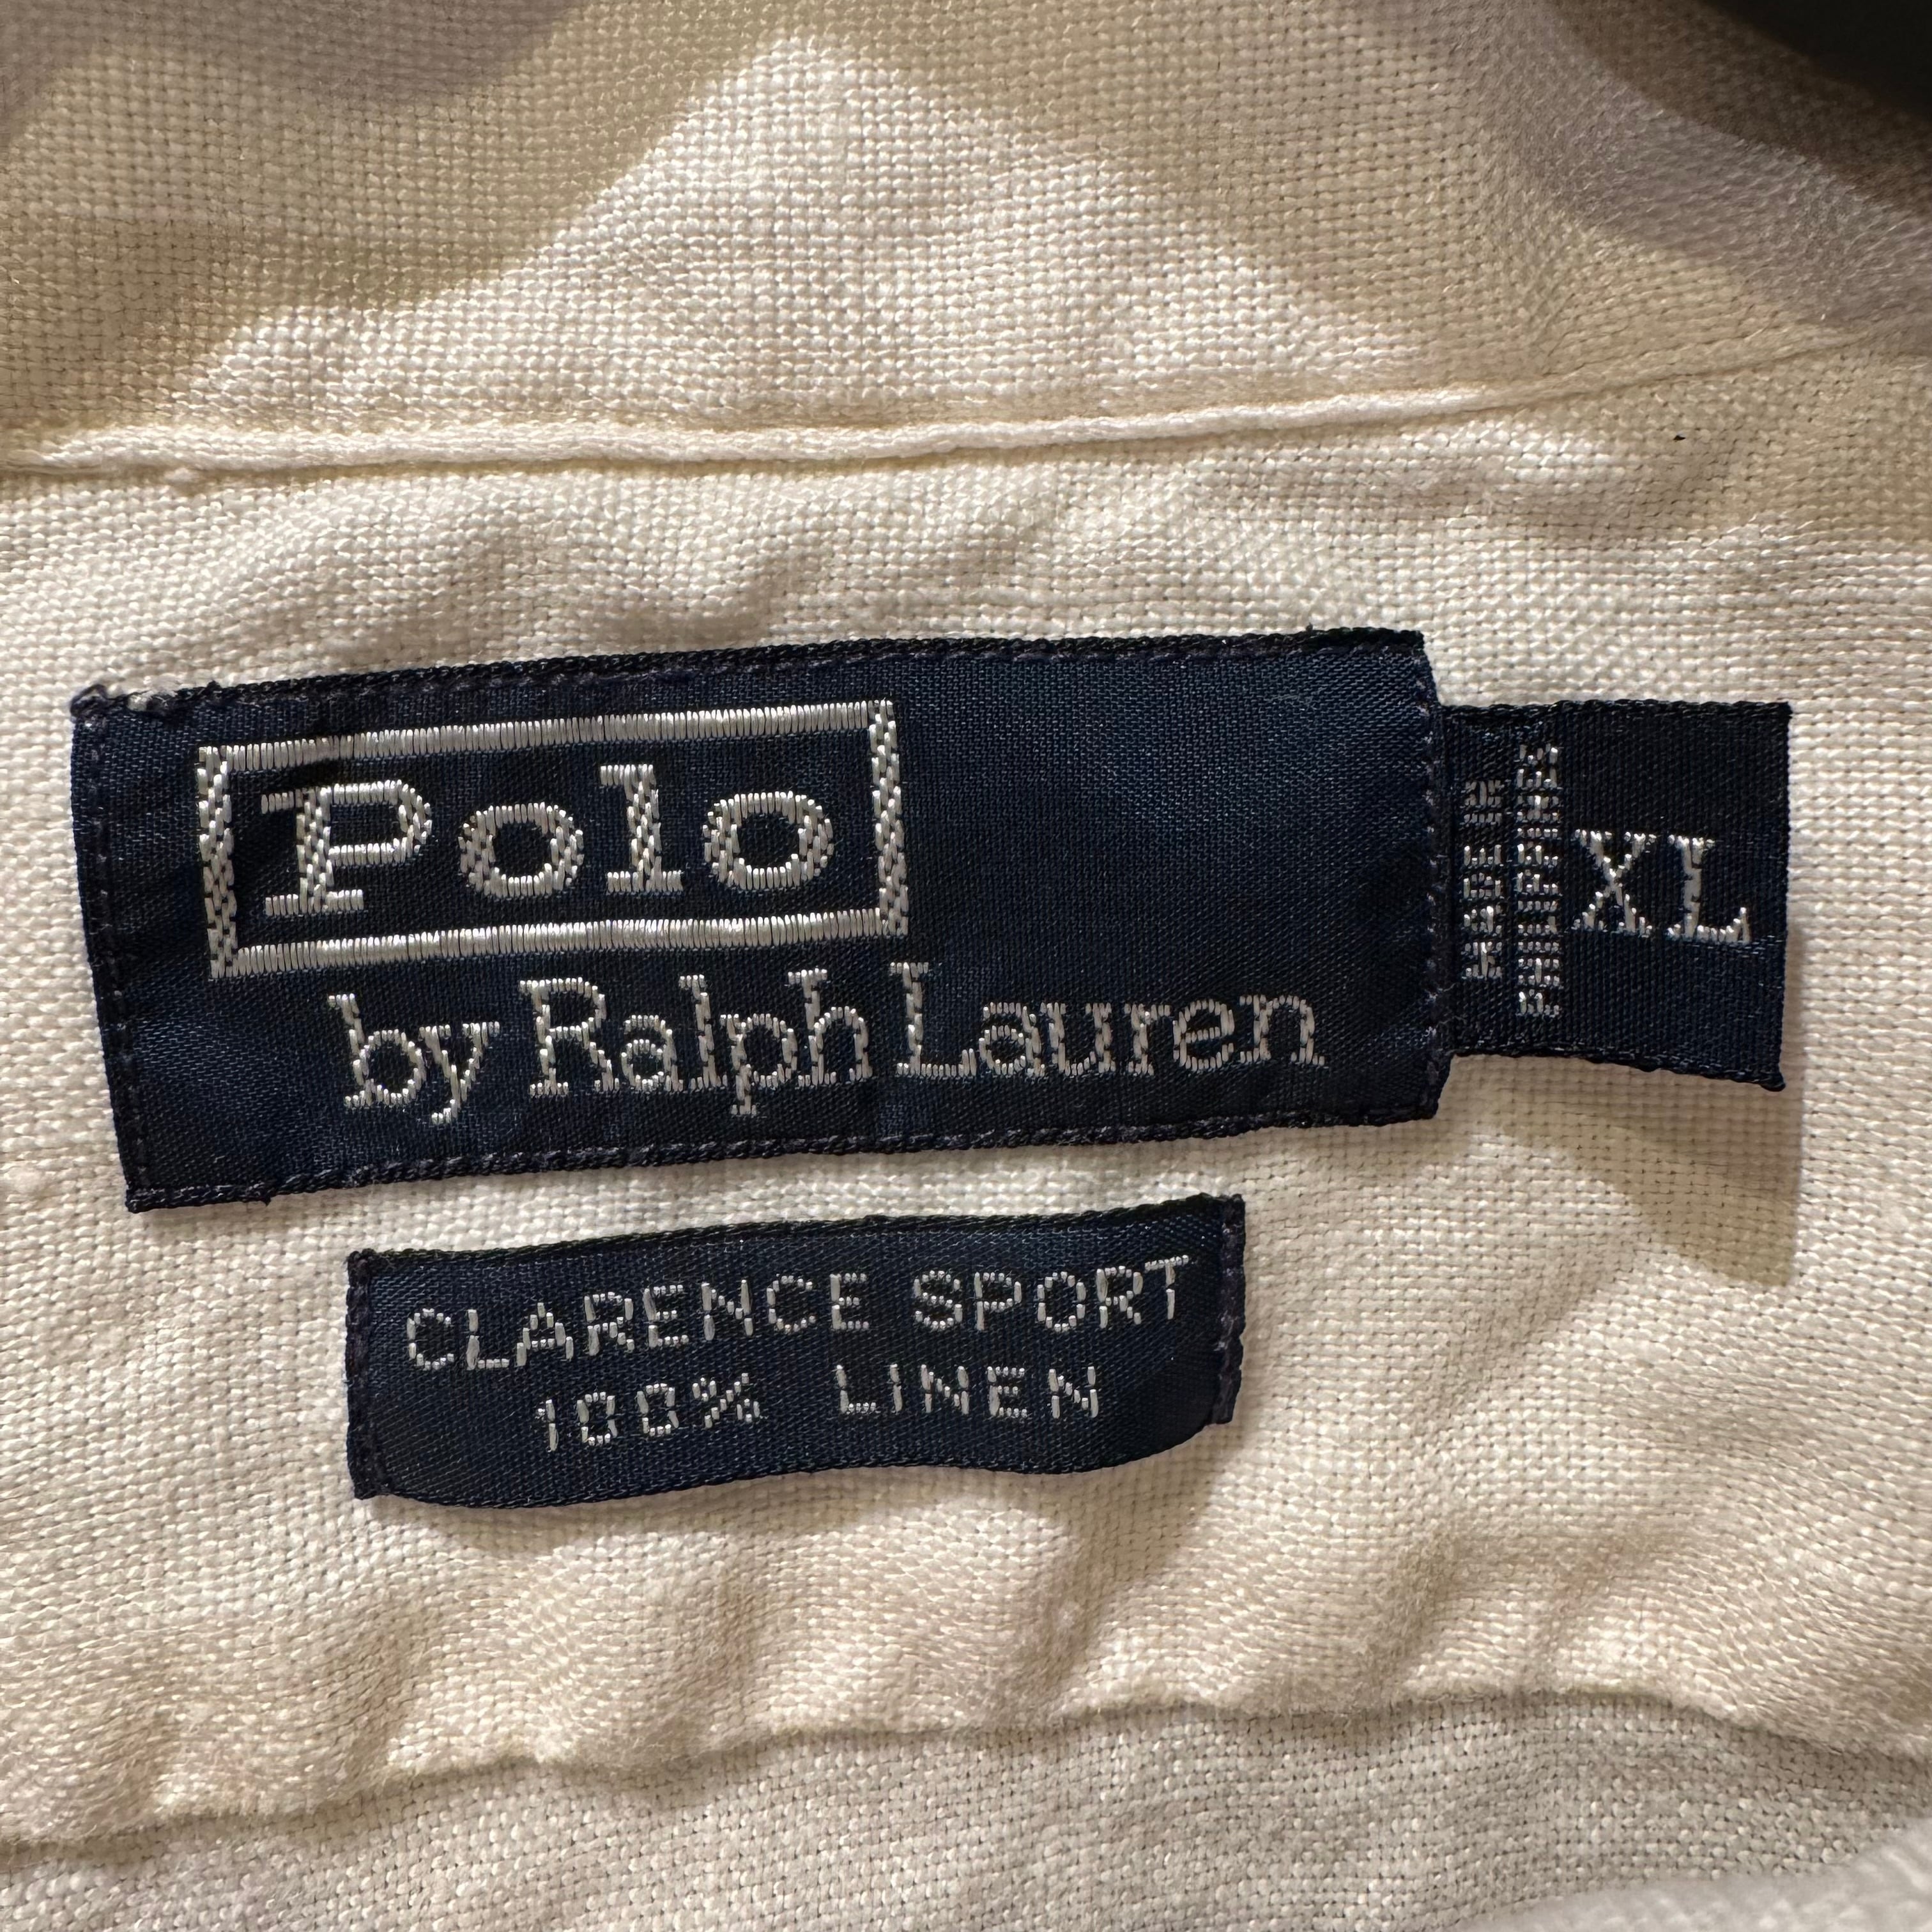 Polo
by Ralph Lauren
MADE IN
PHILIPPINES
XL
CLARENCE SPORT
100% LINEN